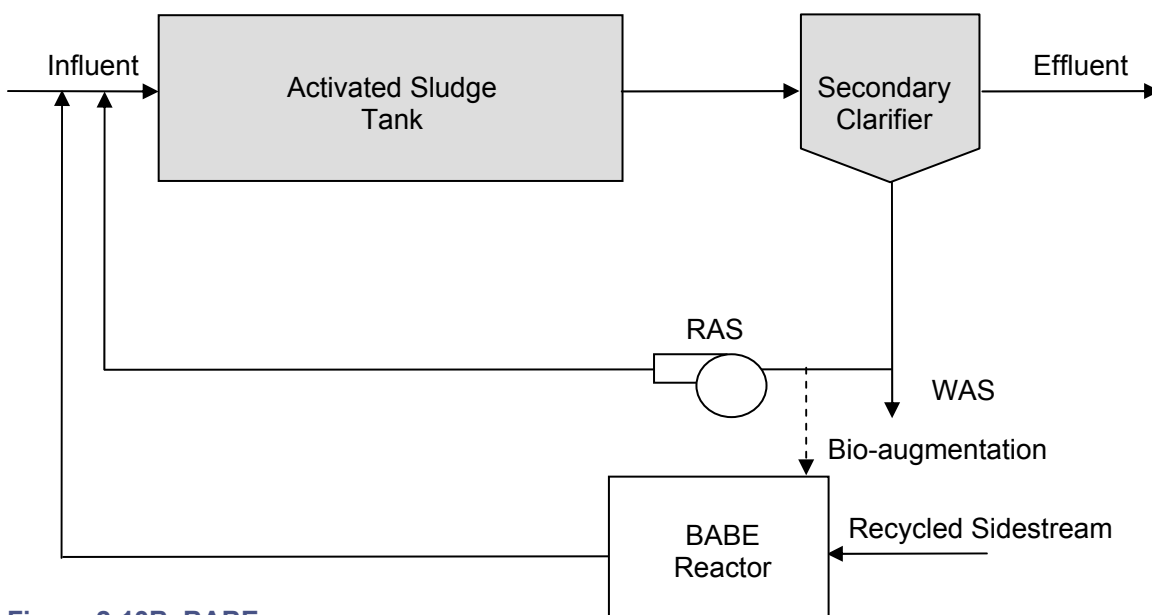 Influent
Activated Sludge
Tank
Secondary
Clarifier
Effluent
RAS
WAS
Bio-augmentation
BABE
Reactor
Recycled Sidestream